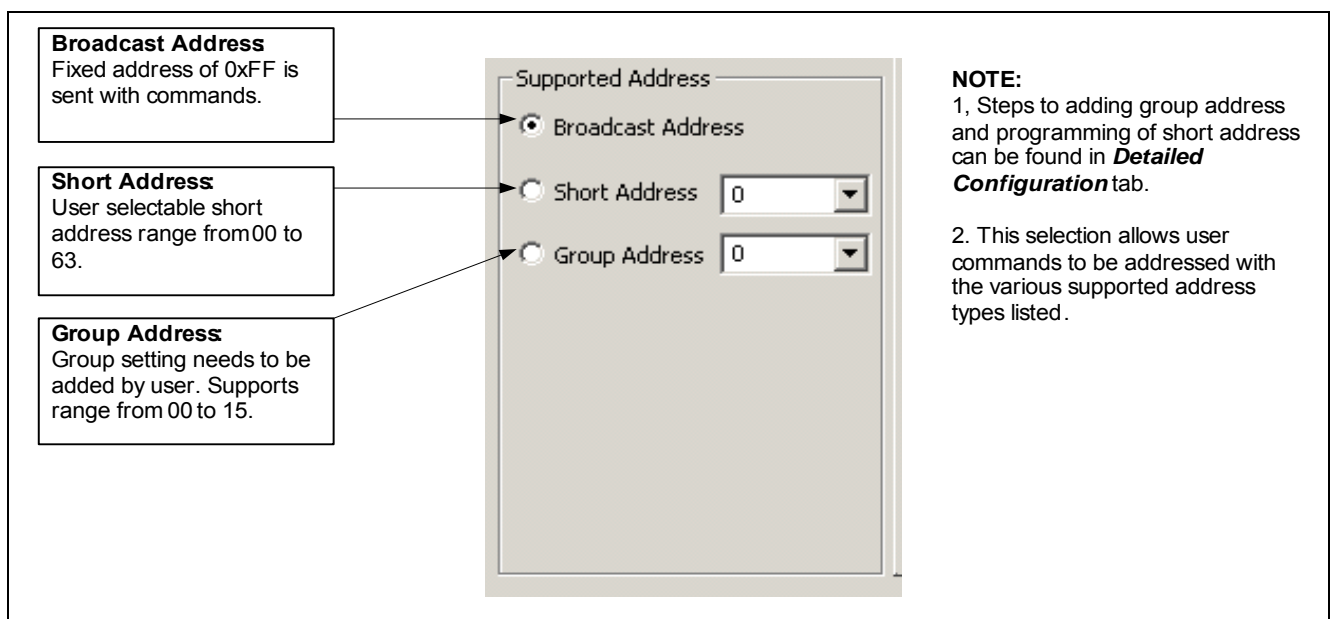 Broadcast Address:
Fixed address of 0xFF is
sent with commands.
Short Address:
User selectable short
address range from 00 to
63.
Group Address:
Group setting needs to be
added by user. Supports
range from 00 to 15.
Supported Address
Broadcast Address
Short Address 0
Group Address 0
NOTE:
1, Steps to adding group address
and programming of short address
can be found in Detailed
Configuration tab.
2. This selection allows user
commands to be addressed with
the various supported address
types listed.